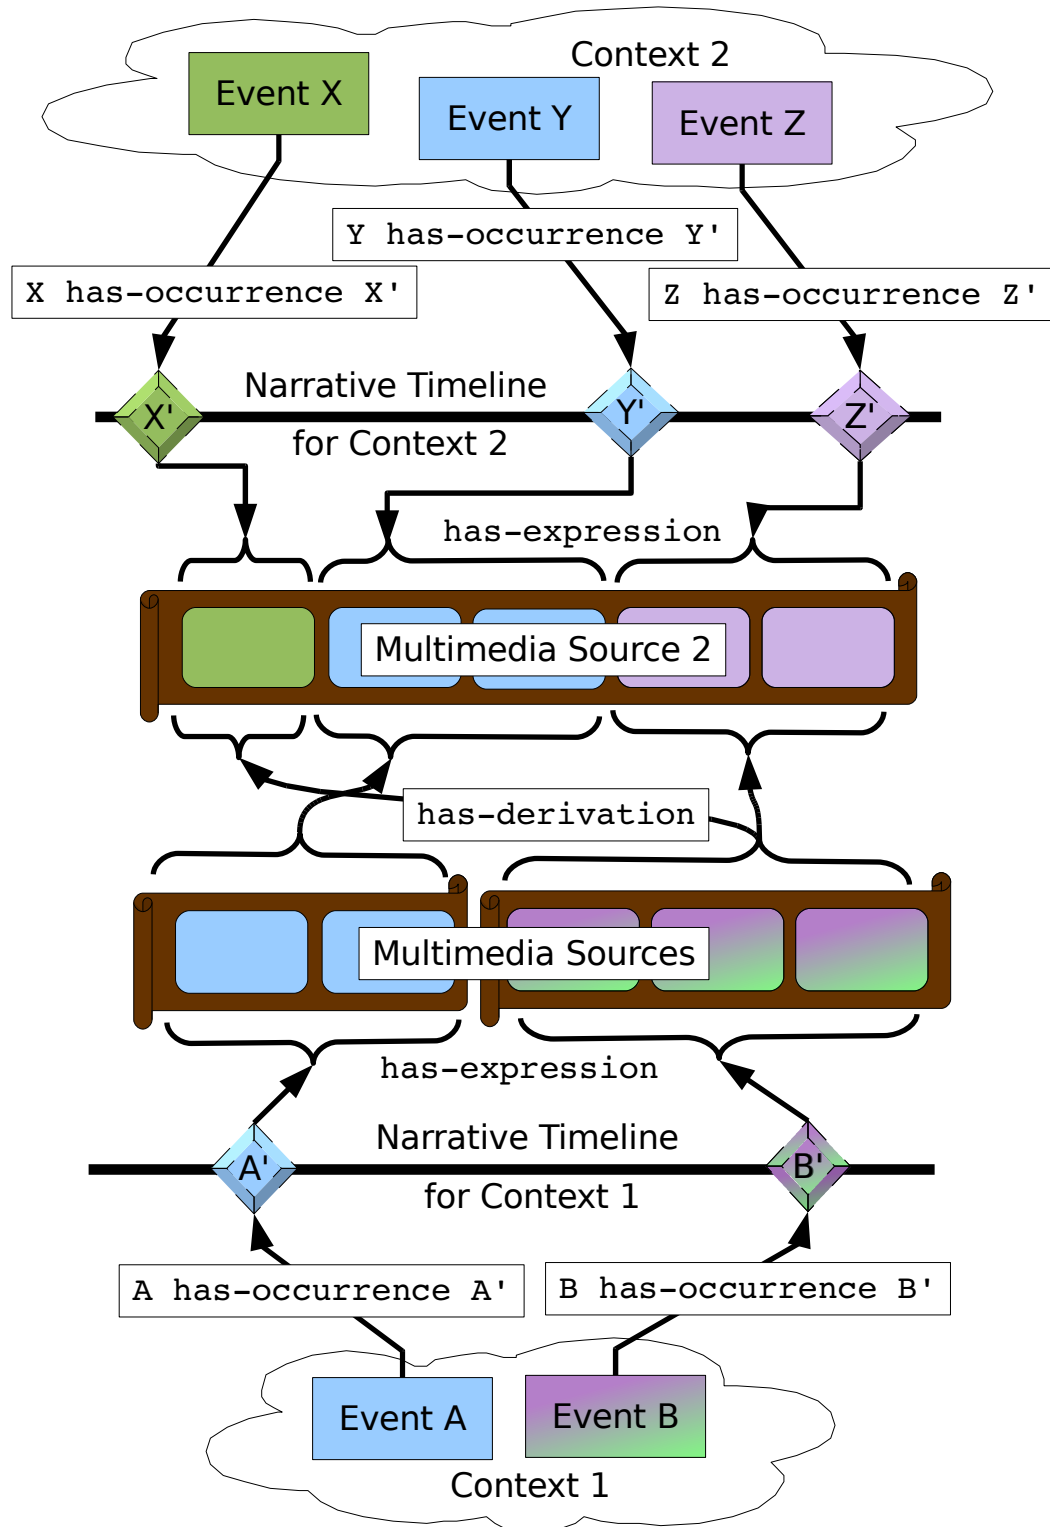 Context 2
Event X
Event Y
Event Z
Y has-occurrence Y'
X has-occurrence X'
Z has-occurrence Z'
Narrative Timeline
X'
Y'
Z'
for Context 2
has-expression
Multimedia Source 2
has-derivation
Multimedia Sources
has-expression
Narrative Timeline
A'
B'
for Context 1
A has-occurrence A'
B has-occurrence B'
Event A
Event B
Context 1